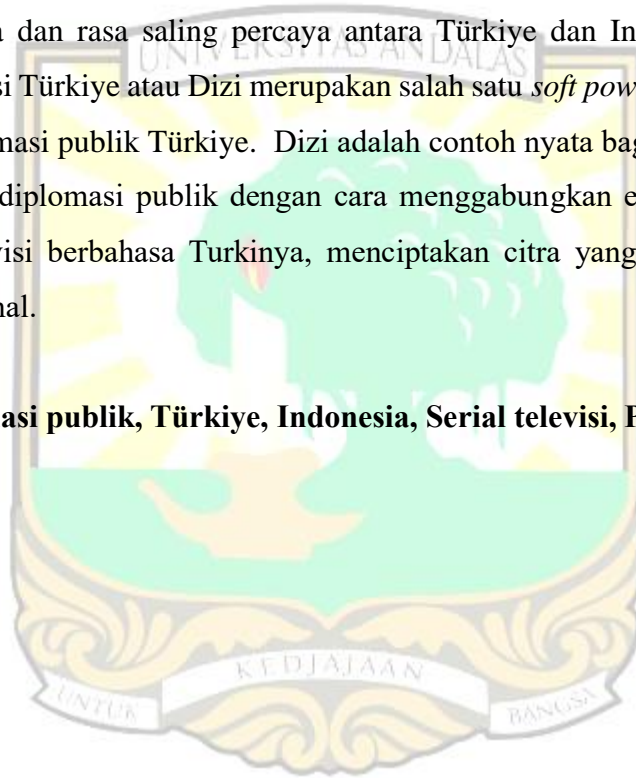 a dan rasa saling percaya antara Türkiye dan In
si Türkiye atau Dizi merupakan salah satu soft pow
masi publik Türkiye. Dizi adalah contoh nyata bag
diplomasi publik dengan cara menggabungkan e
visi berbahasa Turkinya, menciptakan citra yang
nal.
asi publik, Türkiye, Indonesia, Serial televisi, P
UNIVERSITAS ANDALAS
KEDJAJAAN
UNTUK
BANGSA